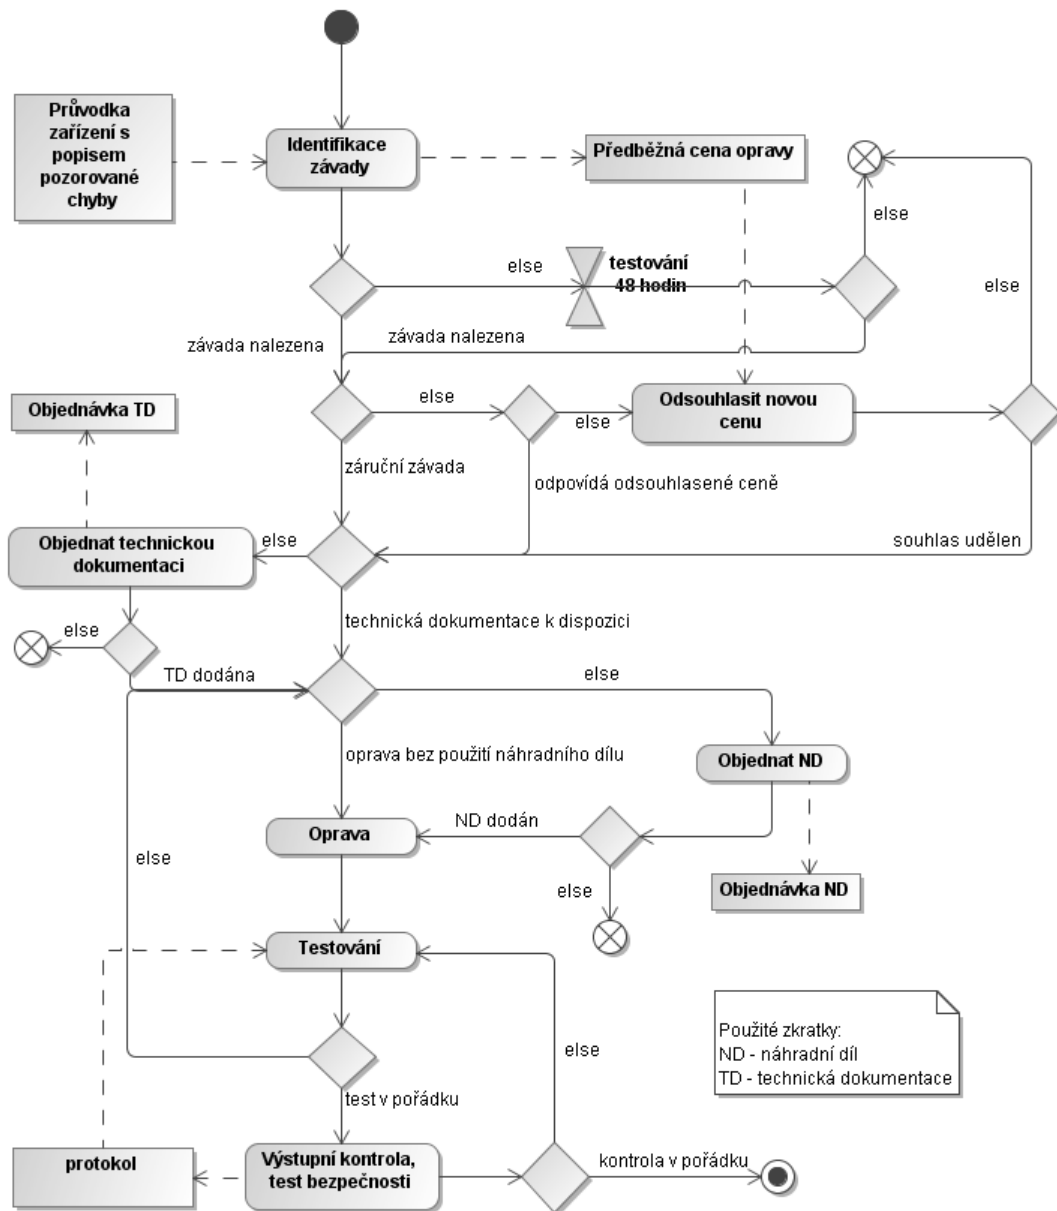 Průvodka
zařízení s
popisem
pozorované
chyby
Identifikace
závady
Předběžná cena opravy
else
else
testování
48 hodin
else
závada nalezena
závada nalezena
Objednávka TD
else
else
Odsouhlasit novou
cenu
záruční závada
odpovídá odsouhlasené ceně
Objednat technickou
dokumentaci
else
souhlas udělen
technická dokumentace k dispozici
else
TD dodána
else
oprava bez použití náhradního dílu
Objednat ND
Oprava
ND dodán
else
else
Objednávka ND
Testování
Použité zkratky:
ND - náhradní díl
TD - technická dokumentace
else
test v pořádku
protokol
Výstupní kontrola,
test bezpečnosti
kontrola v pořádku